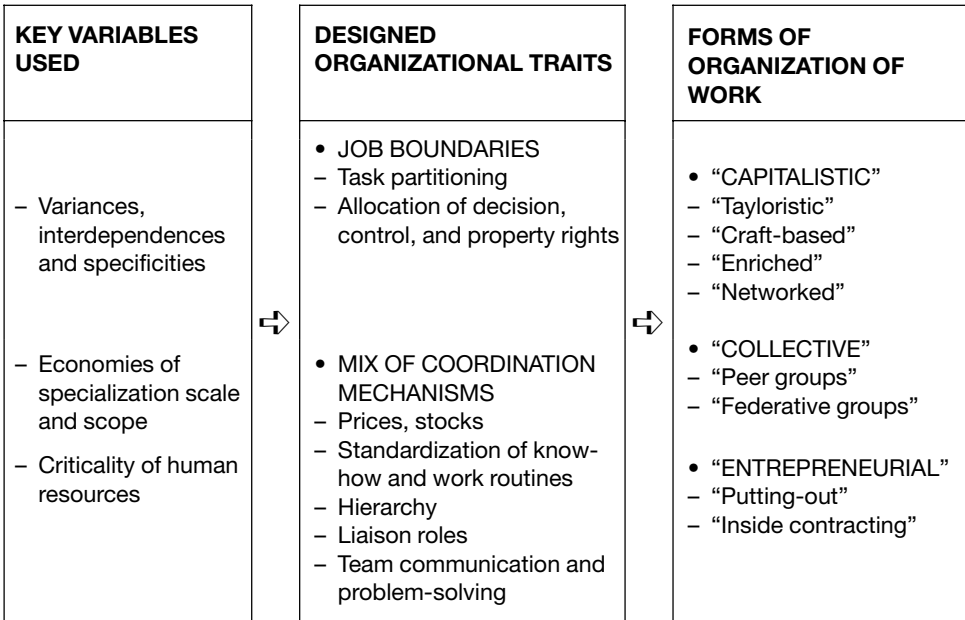 KEY VARIABLES
USED
– Variances,
interdependences
and specificities
– Economies of
specialization scale
and scope
– Criticality of human
resources
DESIGNED
ORGANIZATIONAL TRAITS
• JOB BOUNDARIES
– Task partitioning
– Allocation of decision,
control, and property rights
• MIX OF COORDINATION
MECHANISMS
– Prices, stocks
– Standardization of know-
how and work routines
– Hierarchy
– Liaison roles
– Team communication and
problem-solving
FORMS OF
ORGANIZATION OF
WORK
• “CAPITALISTIC”
– “Tayloristic”
– “Craft-based”
– “Enriched”
– “Networked”
• “COLLECTIVE”
– “Peer groups”
– “Federative groups”
• “ENTREPRENEURIAL”
– “Putting-out”
– “Inside contracting”